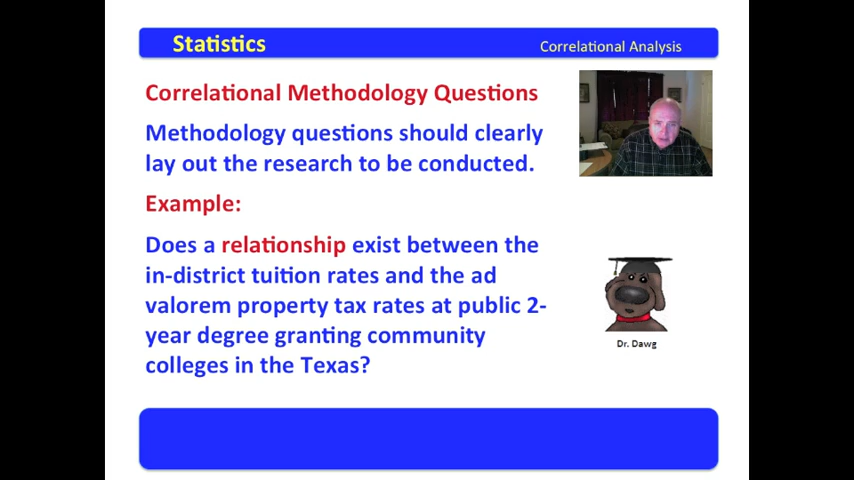 Statistics
Correlational Analysis
Correlational Methodology Questions
Methodology questions should clearly
lay out the research to be conducted.
Example:
Does a relationship exist between the
in-district tuition rates and the ad
valorem property tax rates at public 2-
year degree granting community
colleges in the Texas?
Dr. Dawg